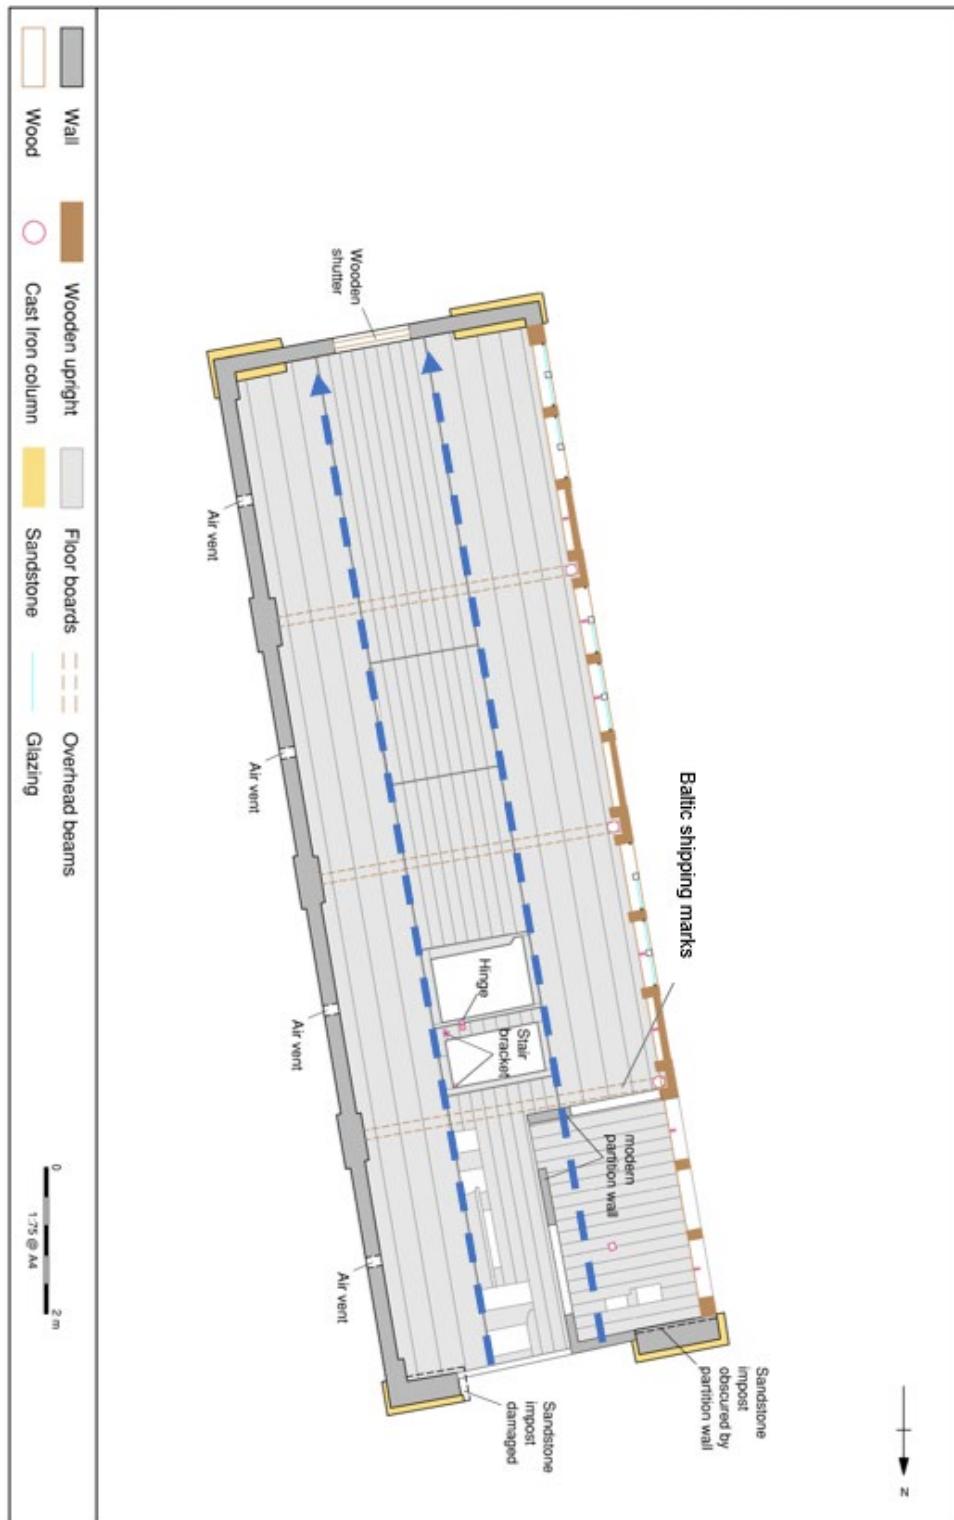 Wall
Wooden upright
Floor boards
Overhead beams
Wood
Cast Iron column
Sandstone
Glazing
Wooden
shutter
Air vent
Air vent
Air vent
Air vent
Baltic shipping marks
Hinge
Stair
bracket
modern
partition wall
Sandstone
impost
obscured by
partition wall
Sandstone
impost
damaged
0
2 m
1:75 @ A4
N